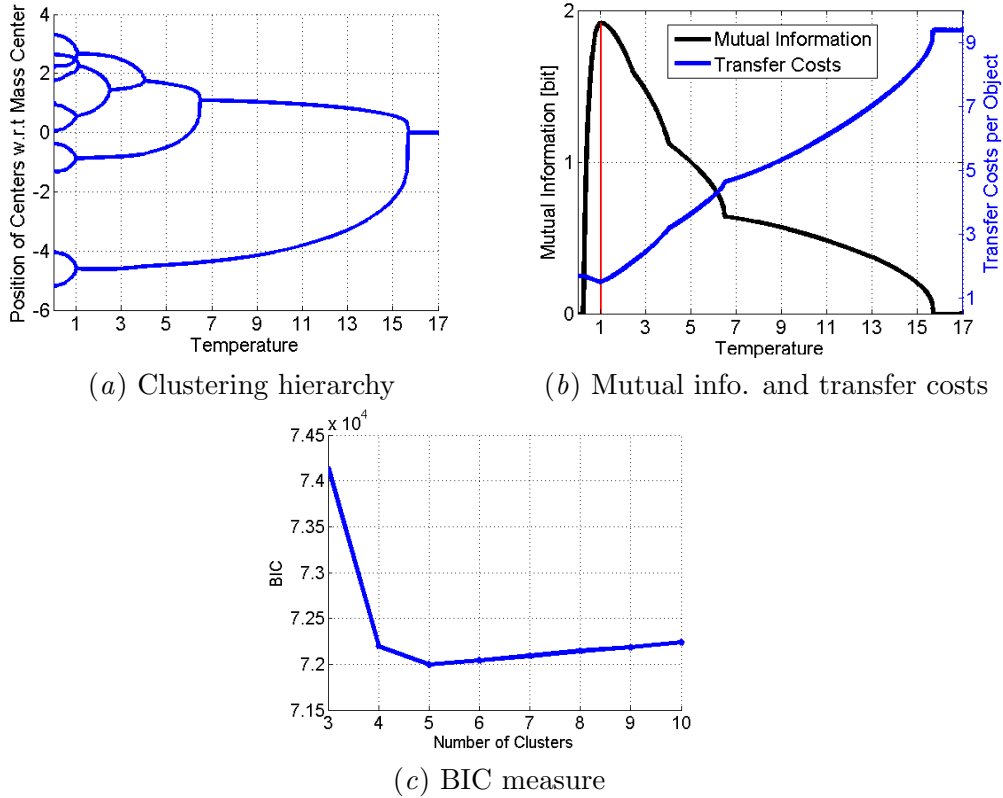 4
2
0
-2
-4
-6
Position of Centers w.r.t Mass Center
1 3 5 7 9 11 13 15 17
Temperature
(a) Clustering hierarchy
2
1
0
Mutual Information [bit]
Mutual Information
Transfer Costs
9
7
5
3
1
Transfer Costs per Object
1 3 5 7 9 11 13 15 17
Temperature
(b) Mutual info. and transfer costs
x 10^4
7.45
7.4
7.35
7.3
7.25
7.2
7.15
BIC
3 4 5 6 7 8 9 10
Number of Clusters
(c) BIC measure